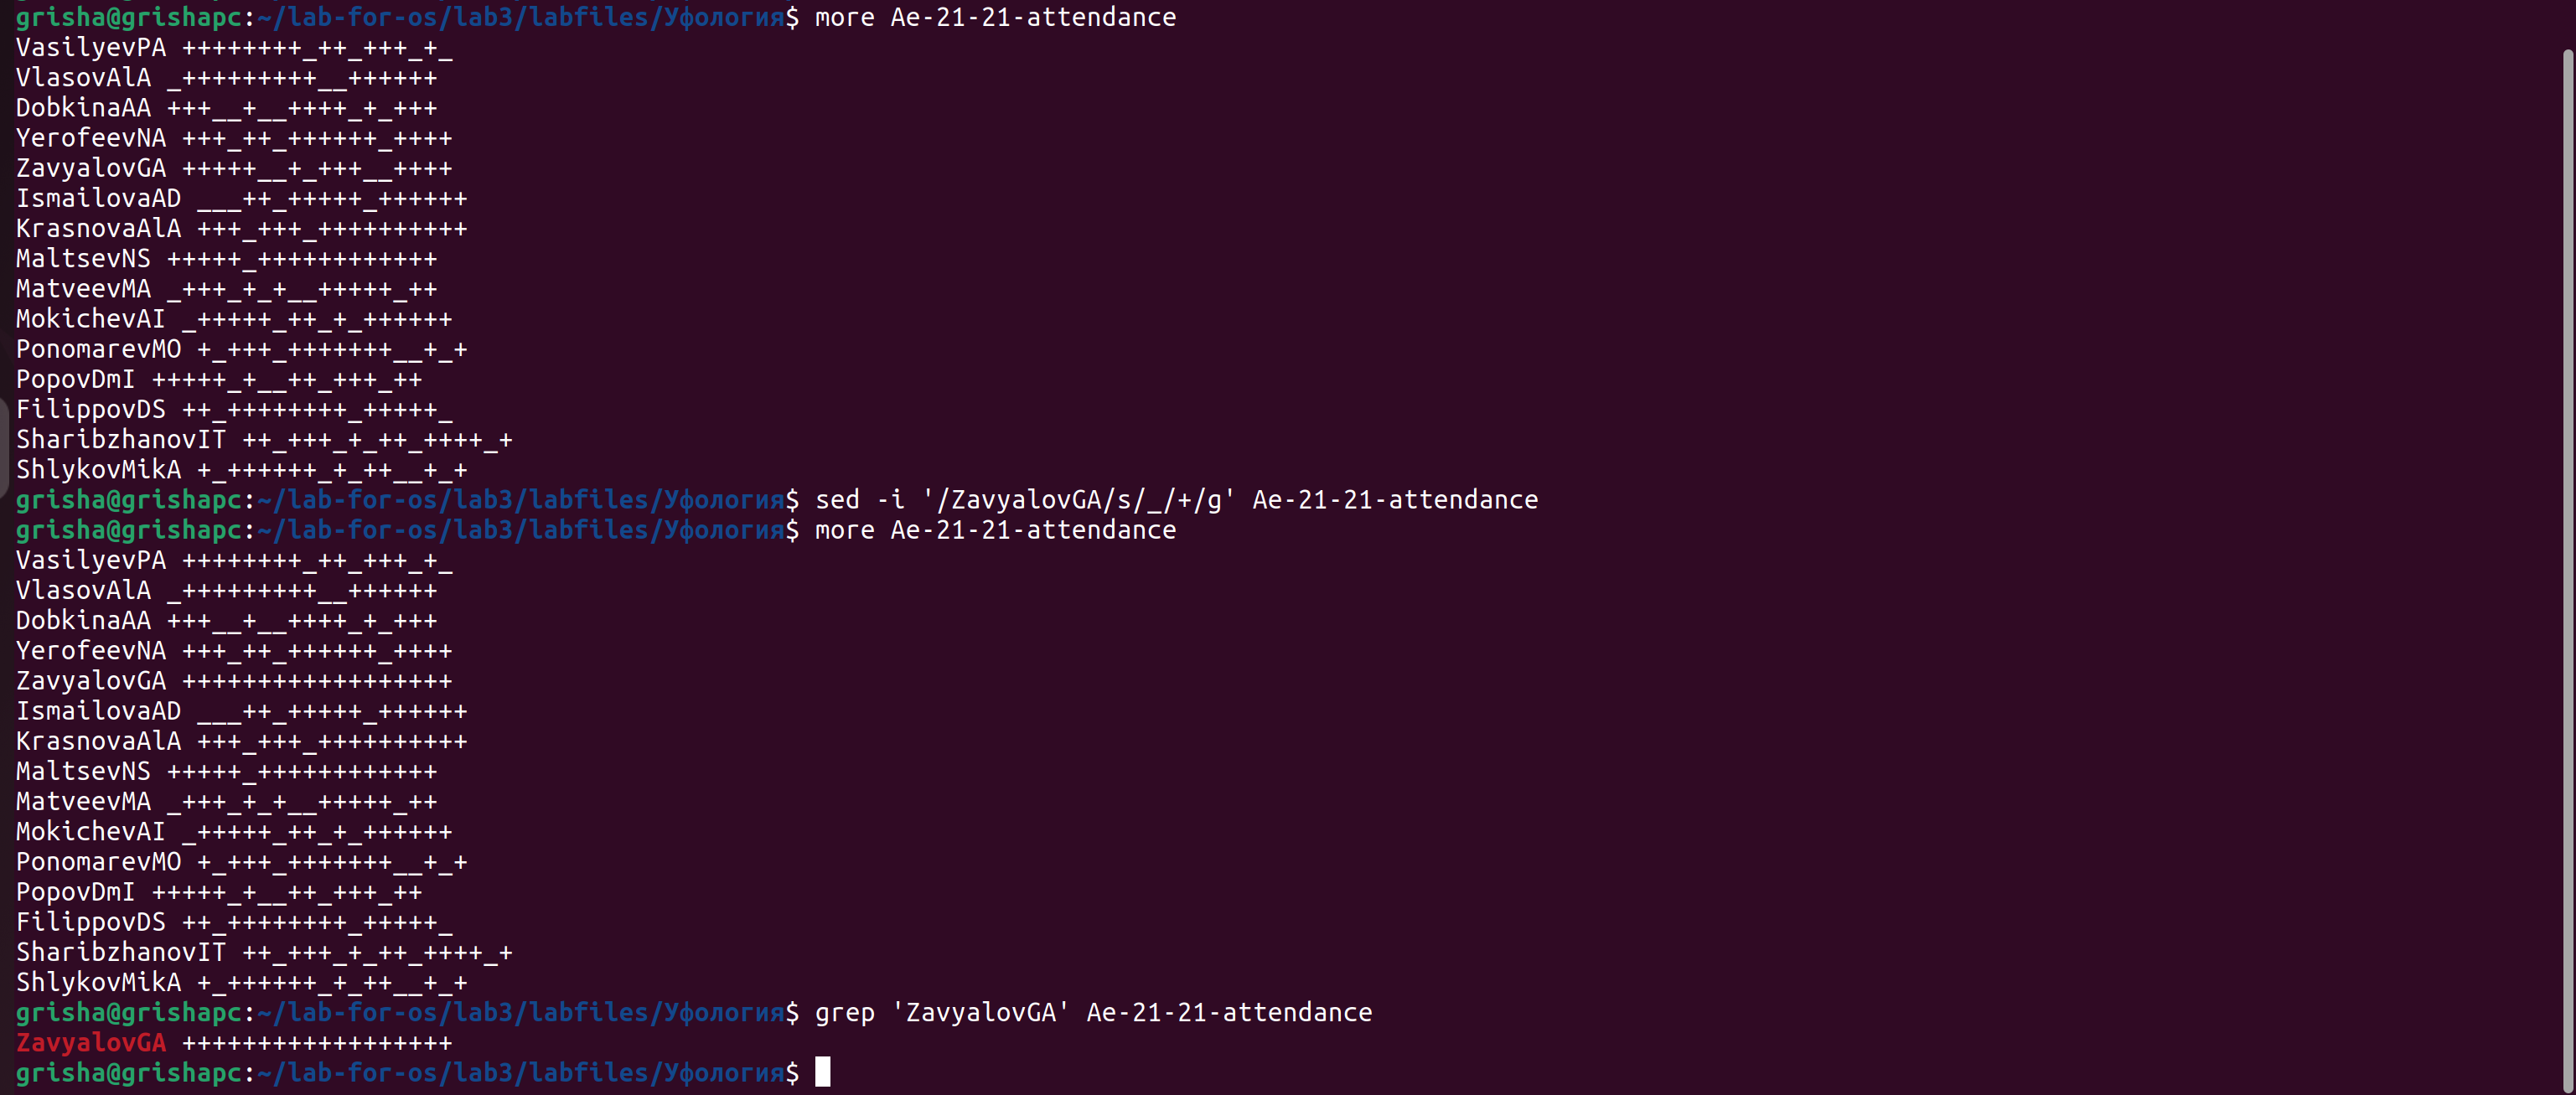 grisha@grishapc:~/lab-for-os/lab3/labfiles/Уфология$ more Ae-21-21-attendance
VasilyevPA ++++++++_++_+++_+_
VlasovAlA _+++++++++__++++++
DobkinaAA +++__+__++++_+_+++
YerofeevNA +++_++_++++++_++++
ZavyalovGA +++++__+_+++__++++
IsmailovaAD ___++_+++++_++++++
KrasnovaAlA +++_+++_++++++++++
MaltsevNS +++++_++++++++++++
MatveevMA _+++_+_+__+++++_++
MokichevAI _+++++_++_+_++++++
PonomarevMO +_+++_+++++++__+_+
PopovDmI +++++_+__++_+++_++
FilippovDS ++_++++++++_+++++_
SharibzhanovIT ++_+++_+_++_++++_+
ShlykovMikA +_++++++_+_++__+_+
grisha@grishapc:~/lab-for-os/lab3/labfiles/Уфология$ sed -i '/ZavyalovGA/s/_/+/g' Ae-21-21-attendance
grisha@grishapc:~/lab-for-os/lab3/labfiles/Уфология$ more Ae-21-21-attendance
VasilyevPA ++++++++_++_+++_+_
VlasovAlA _+++++++++__++++++
DobkinaAA +++__+__++++_+_+++
YerofeevNA +++_++_++++++_++++
ZavyalovGA ++++++++++++++++++
IsmailovaAD ___++_+++++_++++++
KrasnovaAlA +++_+++_++++++++++
MaltsevNS +++++_++++++++++++
MatveevMA _+++_+_+__+++++_++
MokichevAI _+++++_++_+_++++++
PonomarevMO +_+++_+++++++__+_+
PopovDmI +++++_+__++_+++_++
FilippovDS ++_++++++++_+++++_
SharibzhanovIT ++_+++_+_++_++++_+
ShlykovMikA +_++++++_+_++__+_+
grisha@grishapc:~/lab-for-os/lab3/labfiles/Уфология$ grep 'ZavyalovGA' Ae-21-21-attendance
ZavyalovGA ++++++++++++++++++
grisha@grishapc:~/lab-for-os/lab3/labfiles/Уфология$